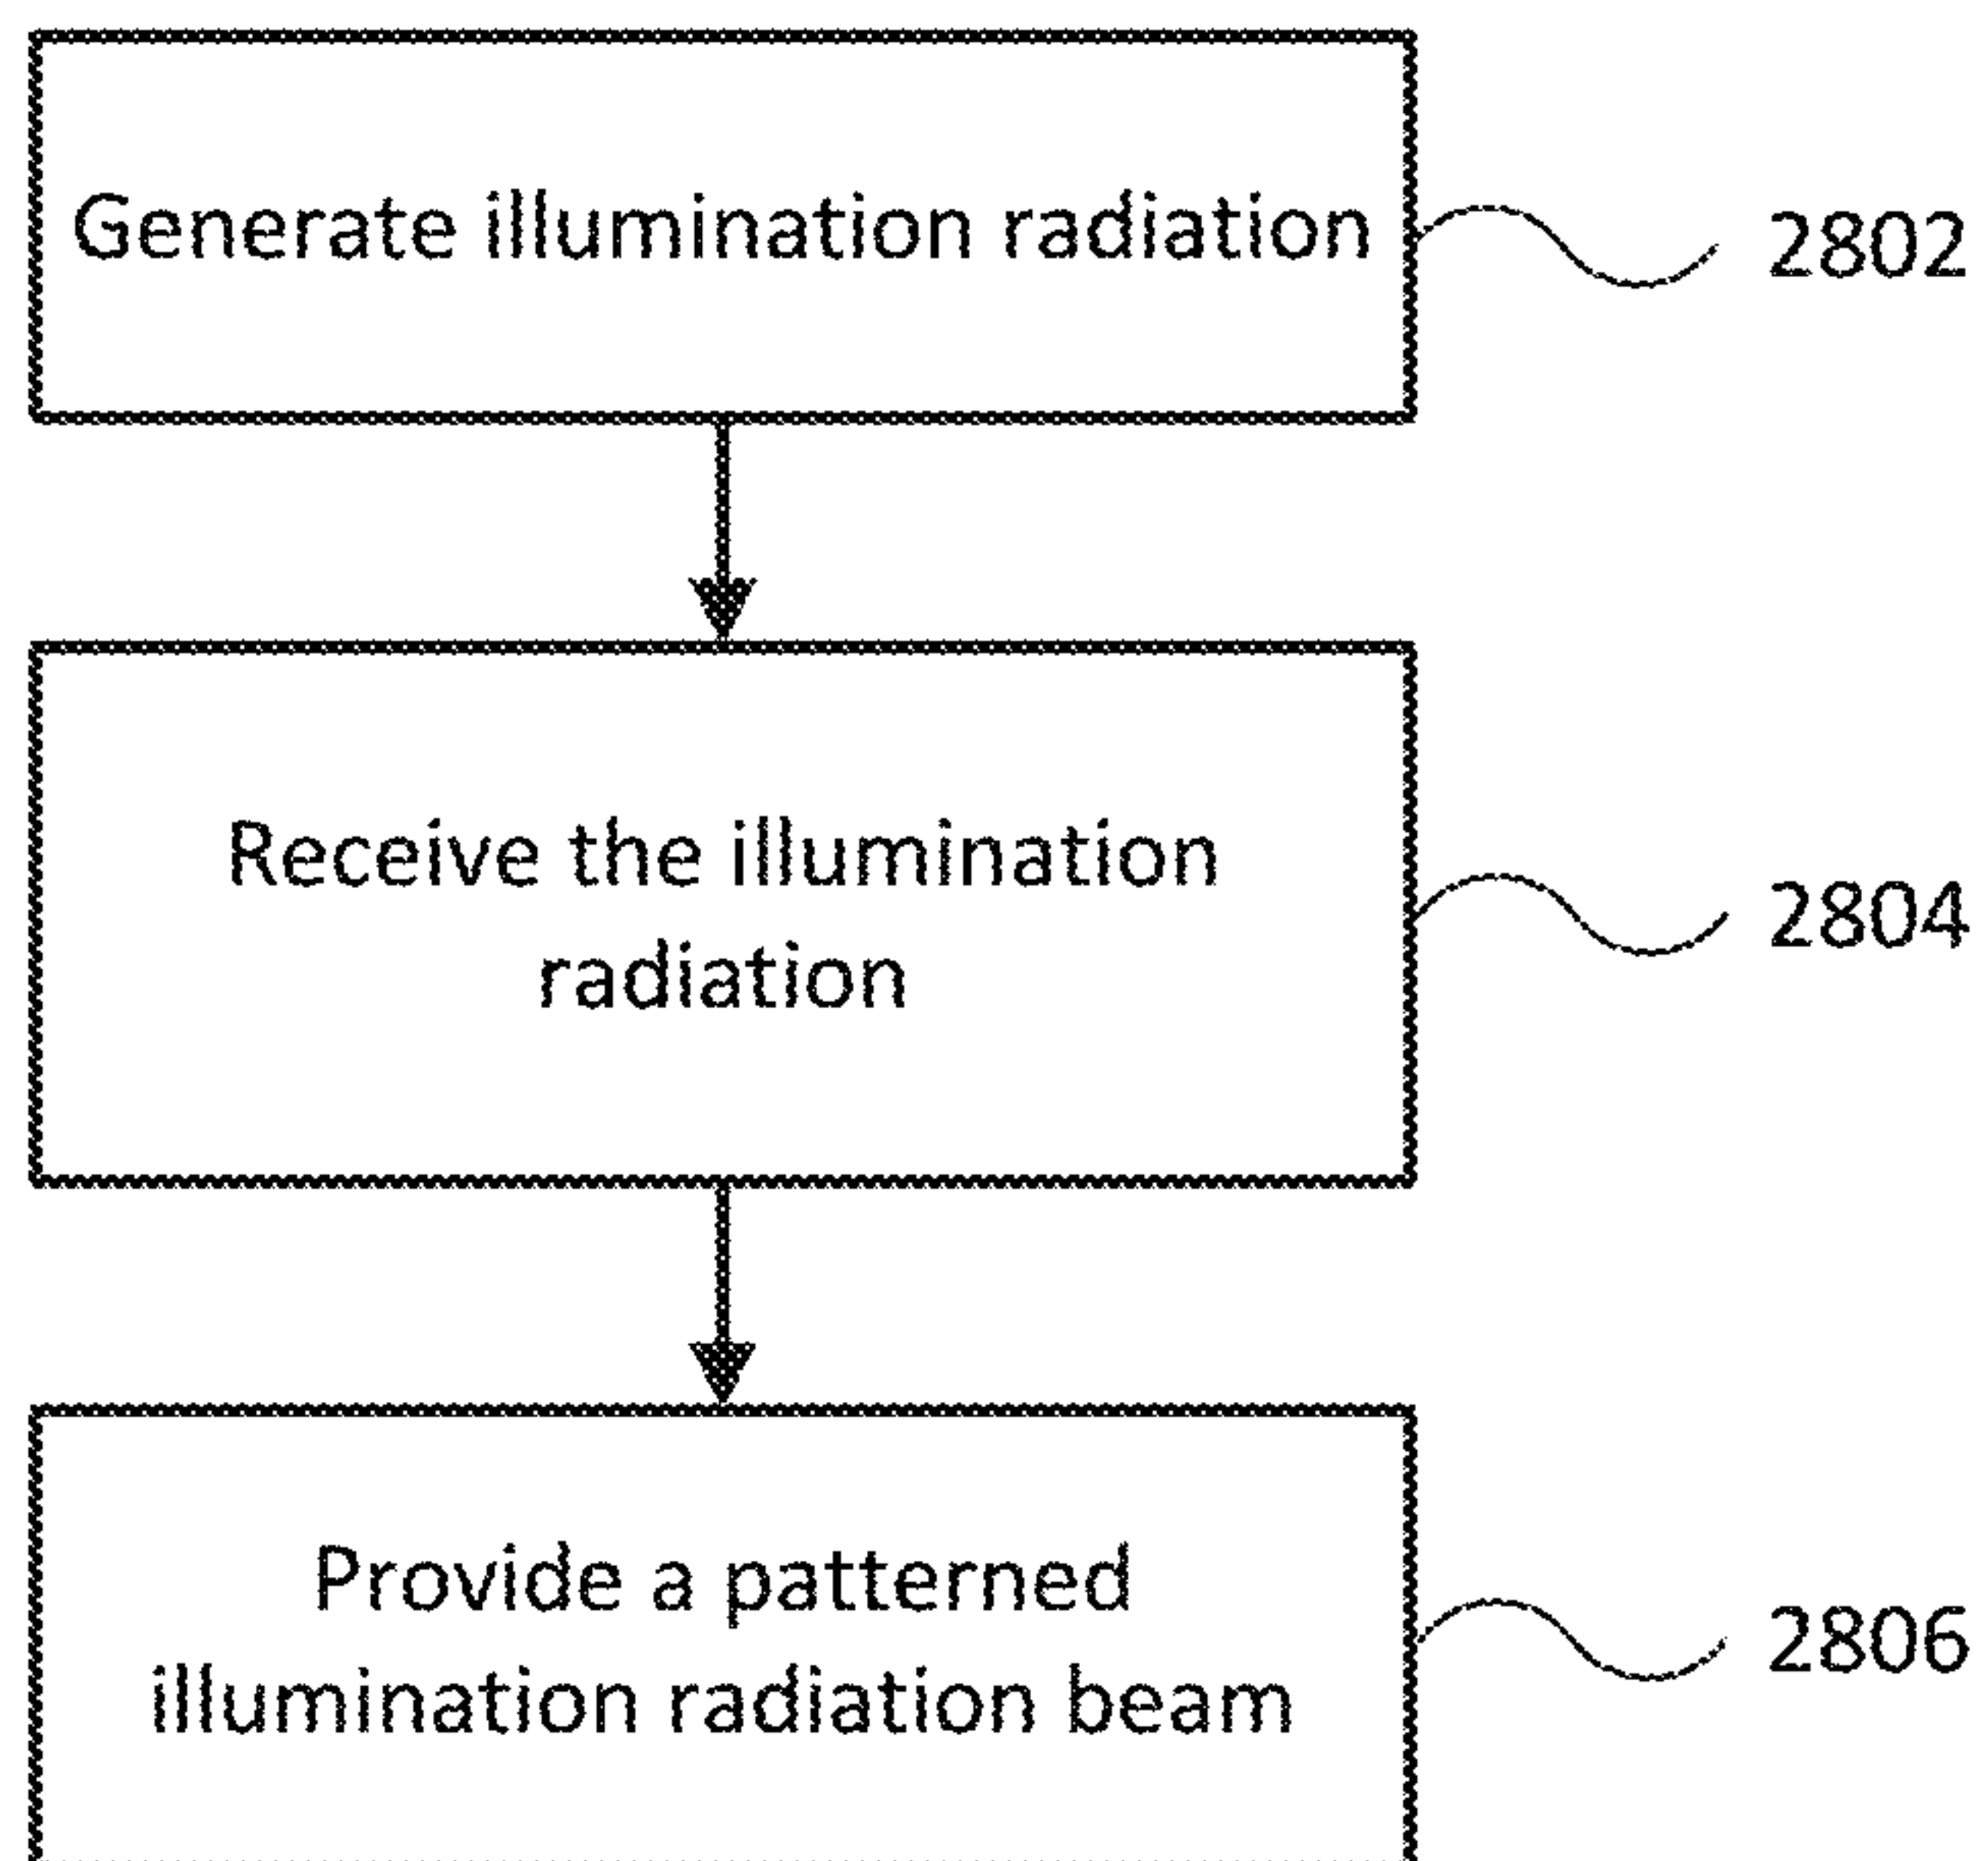 Generate illumination radiation
2802
Receive the illumination
radiation
2804
Provide a patterned
illumination radiation beam
2806